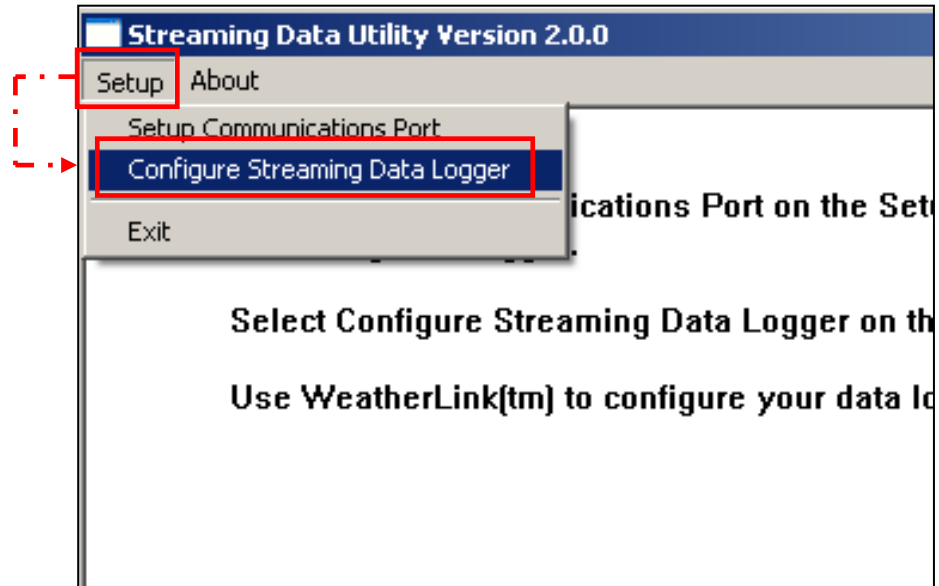 Streaming Data Utility Version 2.0.0
Setup About
Setup Communications Port
Configure Streaming Data Logger
Exit
ications Port on the Set
Select Configure Streaming Data Logger on th
Use WeatherLink(tm) to configure your data lo